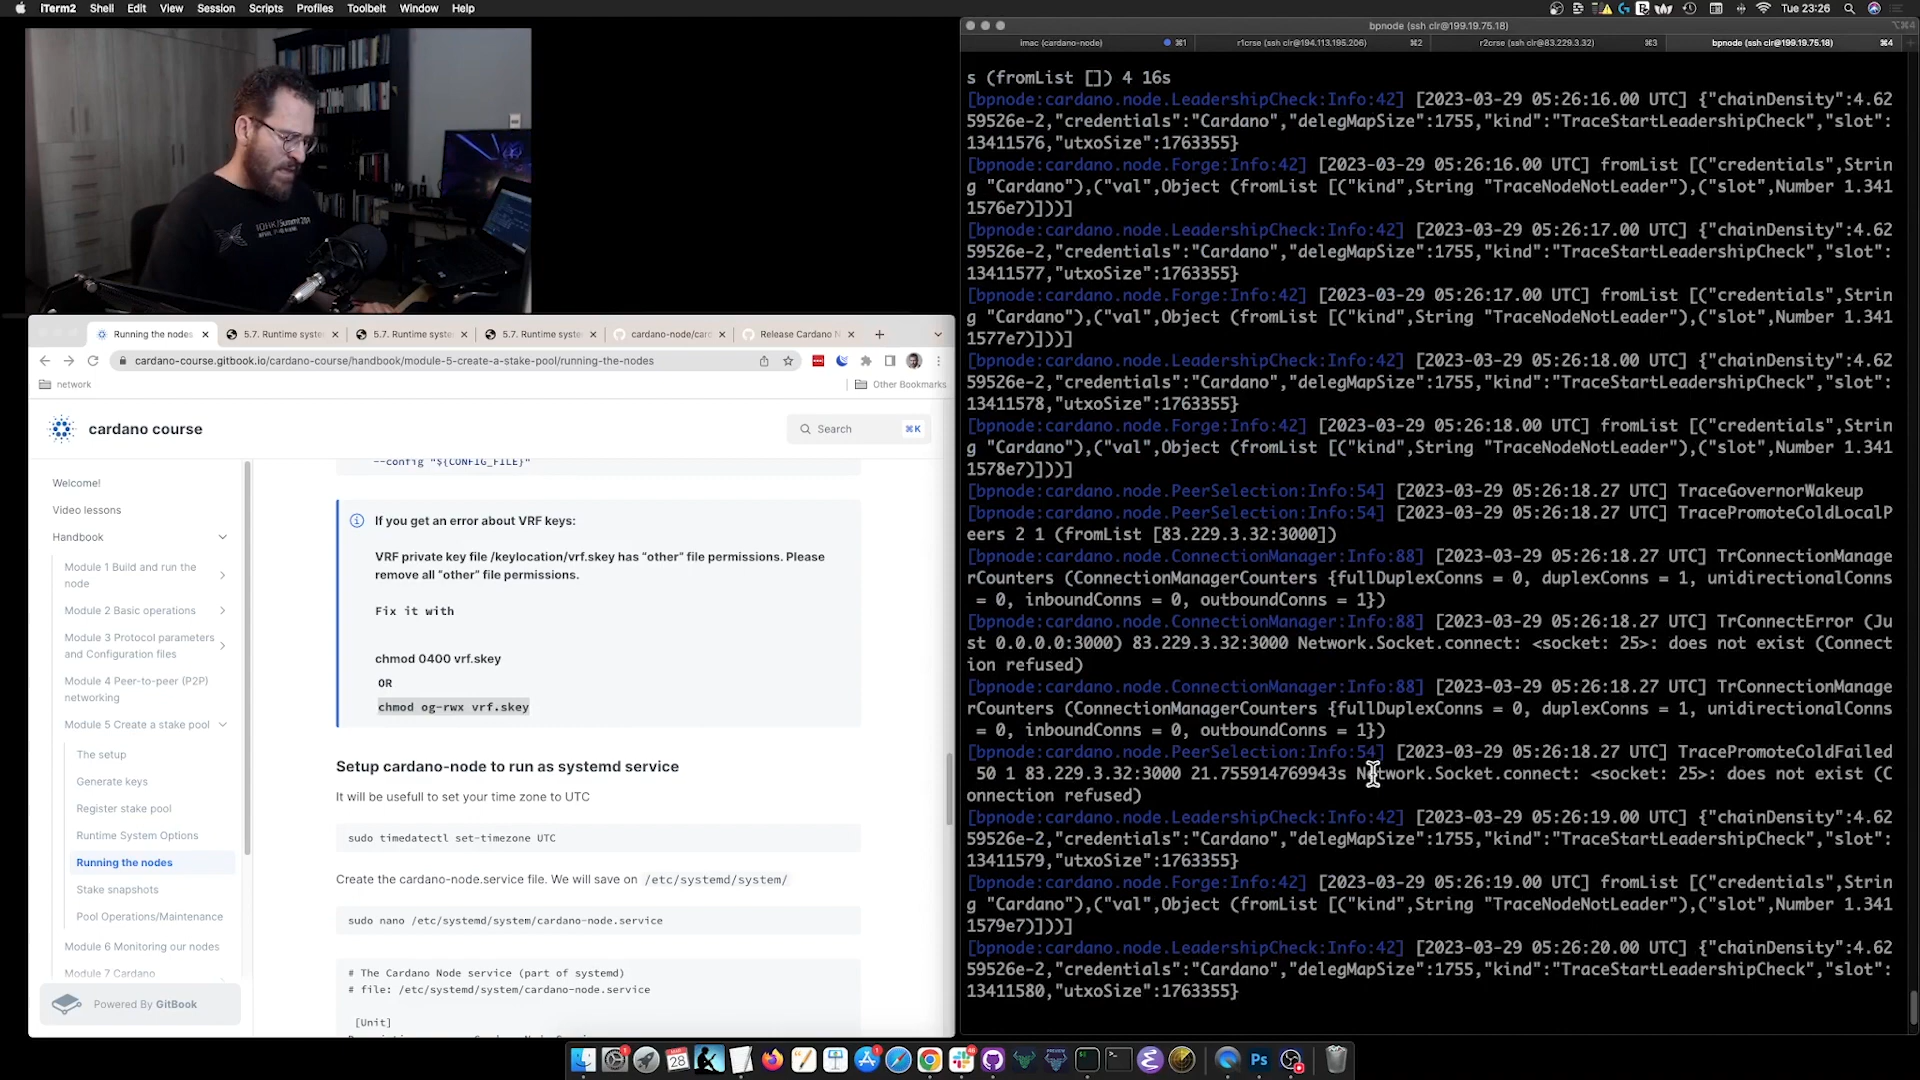 iTerm2 Shell Edit View Session Scripts Profiles Toolbelt Window Help
Tue 23:26
bpnode (ssh clr@199.19.75.18)
⌥⌘4
imac (cardano-node) ⌘1 r1crse (ssh clr@194.113.195.206) ⌘2 r2crse (ssh clr@83.229.3.32) ⌘3 bpnode (ssh clr@199.19.75.18) ⌘4
s (fromList []) 4 16s
[bpnode:cardano.node.LeadershipCheck:Info:42] [2023-03-29 05:26:16.00 UTC] {"chainDensity":4.62
59526e-2,"credentials":"Cardano","delegMapSize":1755,"kind":"TraceStartLeadershipCheck","slot":
13411576,"utxoSize":1763355}
[bpnode:cardano.node.Forge:Info:42] [2023-03-29 05:26:16.00 UTC] fromList [("credentials",Strin
g "Cardano"),("val",Object (fromList [("kind",String "TraceNodeNotLeader"),("slot",Number 1.341
1576e7)]))]
[bpnode:cardano.node.LeadershipCheck:Info:42] [2023-03-29 05:26:17.00 UTC] {"chainDensity":4.62
59526e-2,"credentials":"Cardano","delegMapSize":1755,"kind":"TraceStartLeadershipCheck","slot":
13411577,"utxoSize":1763355}
[bpnode:cardano.node.Forge:Info:42] [2023-03-29 05:26:17.00 UTC] fromList [("credentials",Strin
g "Cardano"),("val",Object (fromList [("kind",String "TraceNodeNotLeader"),("slot",Number 1.341
1577e7)]))]
[bpnode:cardano.node.LeadershipCheck:Info:42] [2023-03-29 05:26:18.00 UTC] {"chainDensity":4.62
59526e-2,"credentials":"Cardano","delegMapSize":1755,"kind":"TraceStartLeadershipCheck","slot":
13411578,"utxoSize":1763355}
[bpnode:cardano.node.Forge:Info:42] [2023-03-29 05:26:18.00 UTC] fromList [("credentials",Strin
g "Cardano"),("val",Object (fromList [("kind",String "TraceNodeNotLeader"),("slot",Number 1.341
1578e7)]))]
[bpnode:cardano.node.PeerSelection:Info:54] [2023-03-29 05:26:18.27 UTC] TraceGovernorWakeup
[bpnode:cardano.node.PeerSelection:Info:54] [2023-03-29 05:26:18.27 UTC] TracePromoteColdLocalP
eers 2 1 (fromList [83.229.3.32:3000])
[bpnode:cardano.node.ConnectionManager:Info:88] [2023-03-29 05:26:18.27 UTC] TrConnectionManage
rCounters (ConnectionManagerCounters {fullDuplexConns = 0, duplexConns = 1, unidirectionalConns
= 0, inboundConns = 0, outboundConns = 1})
[bpnode:cardano.node.ConnectionManager:Info:88] [2023-03-29 05:26:18.27 UTC] TrConnectError (Ju
st 0.0.0.0:3000) 83.229.3.32:3000 Network.Socket.connect: <socket: 25>: does not exist (Connect
ion refused)
[bpnode:cardano.node.ConnectionManager:Info:88] [2023-03-29 05:26:18.27 UTC] TrConnectionManage
rCounters (ConnectionManagerCounters {fullDuplexConns = 0, duplexConns = 1, unidirectionalConns
= 0, inboundConns = 0, outboundConns = 1})
[bpnode:cardano.node.PeerSelection:Info:54] [2023-03-29 05:26:18.27 UTC] TracePromoteColdFailed
50 1 83.229.3.32:3000 21.755914769943s Network.Socket.connect: <socket: 25>: does not exist (C
onnection refused)
[bpnode:cardano.node.LeadershipCheck:Info:42] [2023-03-29 05:26:19.00 UTC] {"chainDensity":4.62
59526e-2,"credentials":"Cardano","delegMapSize":1755,"kind":"TraceStartLeadershipCheck","slot":
13411579,"utxoSize":1763355}
[bpnode:cardano.node.Forge:Info:42] [2023-03-29 05:26:19.00 UTC] fromList [("credentials",Strin
g "Cardano"),("val",Object (fromList [("kind",String "TraceNodeNotLeader"),("slot",Number 1.341
1579e7)]))]
[bpnode:cardano.node.LeadershipCheck:Info:42] [2023-03-29 05:26:20.00 UTC] {"chainDensity":4.62
59526e-2,"credentials":"Cardano","delegMapSize":1755,"kind":"TraceStartLeadershipCheck","slot":
13411580,"utxoSize":1763355}
Running the nodes 5.7. Runtime syste 5.7. Runtime syste 5.7. Runtime syste cardano-node/car Release Cardano N
cardano-course.gitbook.io/cardano-course/handbook/module-5-create-a-stake-pool/running-the-nodes
network
Other Bookmarks
cardano course
Search ⌘K
Welcome!
Video lessons
Handbook
Module 1 Build and run the
node
Module 2 Basic operations
Module 3 Protocol parameters
and Configuration files
Module 4 Peer-to-peer (P2P)
networking
Module 5 Create a stake pool
The setup
Generate keys
Register stake pool
Runtime System Options
Running the nodes
Stake snapshots
Pool Operations/Maintenance
Module 6 Monitoring our nodes
Module 7 Cardano
Powered By GitBook
--config "${CONFIG_FILE}"
If you get an error about VRF keys:
VRF private key file /keylocation/vrf.skey has “other” file permissions. Please
remove all “other” file permissions.
Fix it with
chmod 0400 vrf.skey
OR
chmod og-rwx vrf.skey
Setup cardano-node to run as systemd service
It will be usefull to set your time zone to UTC
sudo timedatectl set-timezone UTC
Create the cardano-node.service file. We will save on /etc/systemd/system/
sudo nano /etc/systemd/system/cardano-node.service
# The Cardano Node service (part of systemd)
# file: /etc/systemd/system/cardano-node.service
[Unit]